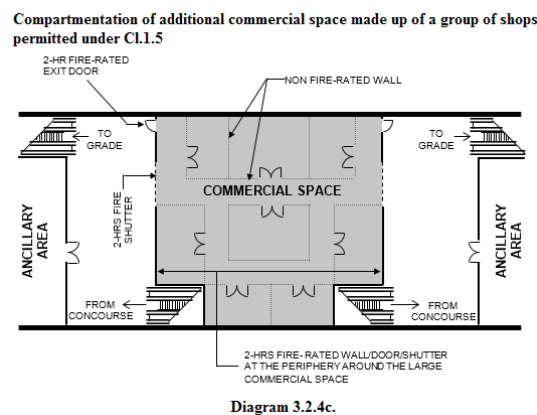 Compartmentation of additional commercial space made up of a group of shops
permitted under Cl.1.5
2-HR FIRE-RATED
EXIT DOOR
NON FIRE-RATED WALL
TO
GRADE
TO
GRADE
COMMERCIAL SPACE
2-HRS FIRE
SHUTTER
ANCILLARY
AREA
ANCILLARY
AREA
FROM
CONCOURSE
FROM
CONCOURSE
2-HRS FIRE- RATED WALL/DOOR/SHUTTER
AT THE PERIPHERY AROUND THE LARGE
COMMERCIAL SPACE
Diagram 3.2.4c.